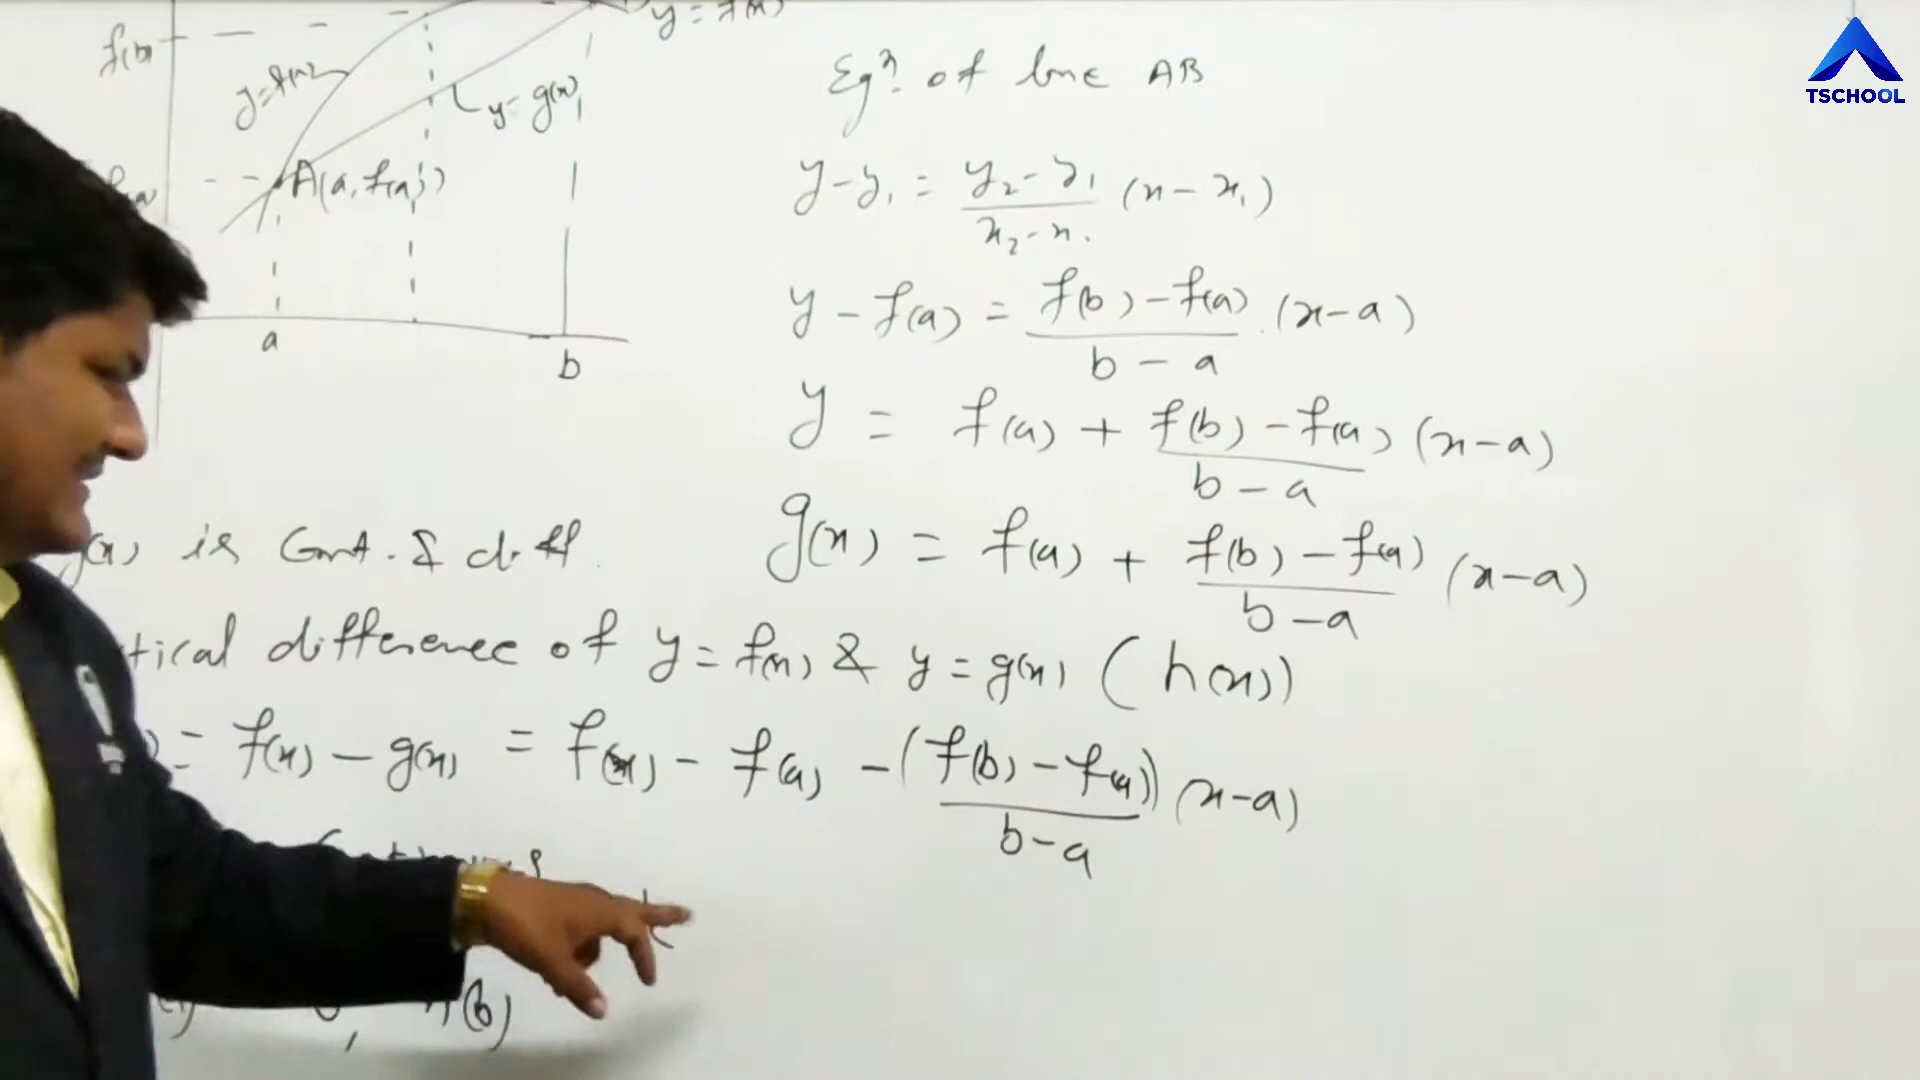 f(b)
y = f(x)
y = f(x)
y = g(x)
A(a, f(a))
a
b
Eqⁿ. of line AB
y - y₁ = (y₂ - y₁)/(x₂ - x₁) (x - x₁)
y - f(a) = (f(b) - f(a))/(b - a) . (x - a)
y = f(a) + (f(b) - f(a))/(b - a) (x - a)
g(x) = f(a) + (f(b) - f(a))/(b - a) (x - a)
g(x) is Cont. & diff.
tical difference of y = f(x) & y = g(x) (h(x))
= f(x) - g(x) = f(x) - f(a) - (f(b) - f(a))/(b - a) (x - a)
h(b)
TSCHOOL